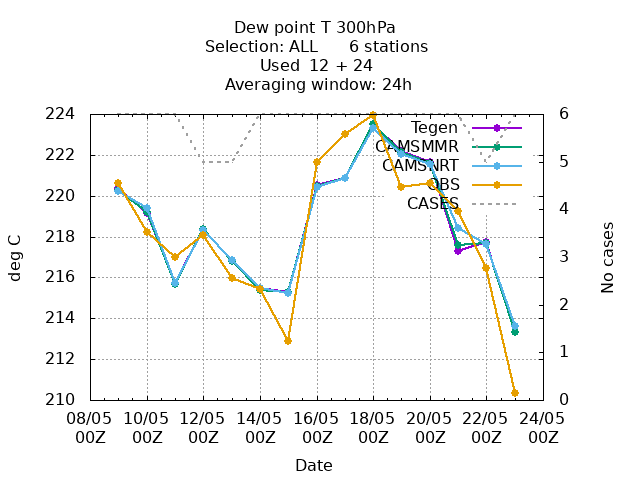 Dew point T 300hPa
Selection: ALL 6 stations
Used 12 + 24
Averaging window: 24h
224 6
Tegen
222 CAMSMMR
CAMSNRT 5
220 OBS
CASES 4
218
deg C 216 3 No cases
214 2
212 1
210 0
08/05 10/05 12/05 14/05 16/05 18/05 20/05 22/05 24/05
00Z 00Z 00Z 00Z 00Z 00Z 00Z 00Z 00Z
Date